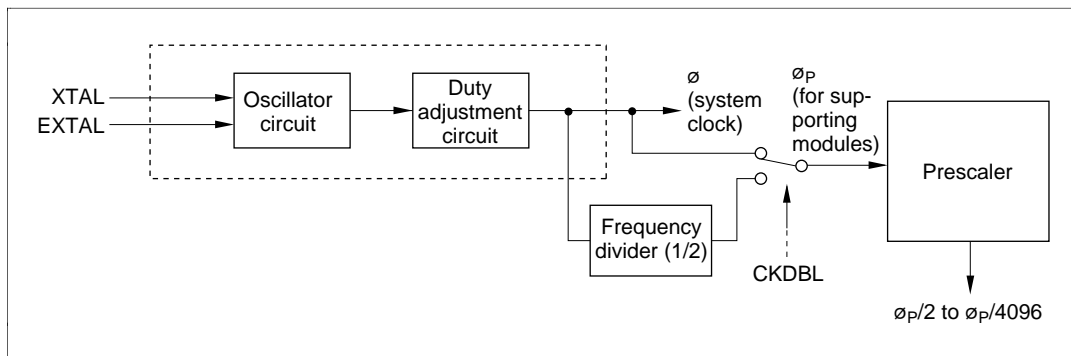 XTAL
EXTAL
Oscillator
circuit
Duty
adjustment
circuit
ø
(system
clock)
øP
(for sup-
porting
modules)
Prescaler
Frequency
divider (1/2)
CKDBL
øP/2 to øP/4096